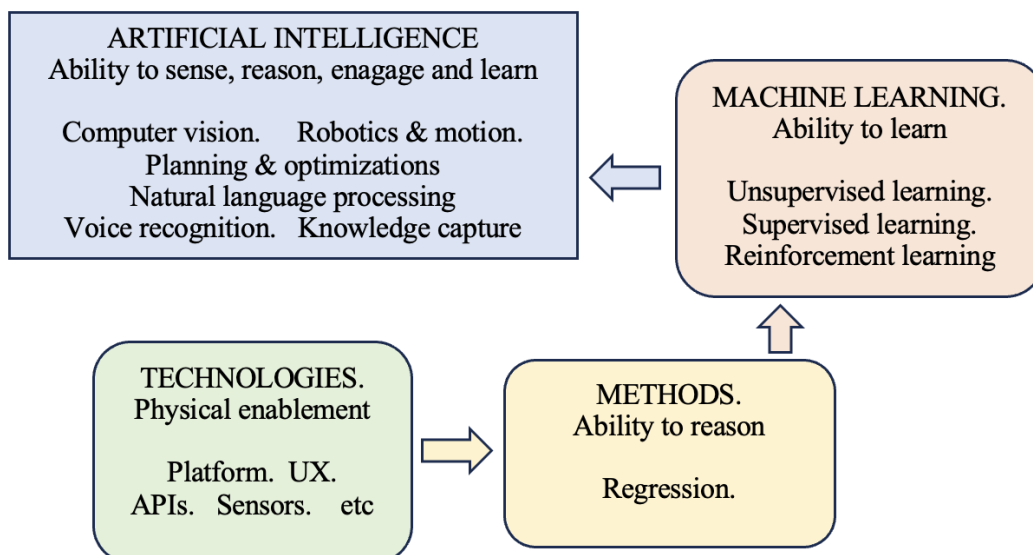 ARTIFICIAL INTELLIGENCE
Ability to sense, reason, enagage and learn
Computer vision. Robotics & motion.
Planning & optimizations
Natural language processing
Voice recognition. Knowledge capture
MACHINE LEARNING.
Ability to learn
Unsupervised learning.
Supervised learning.
Reinforcement learning
TECHNOLOGIES.
Physical enablement
Platform. UX.
APIs. Sensors. etc
METHODS.
Ability to reason
Regression.